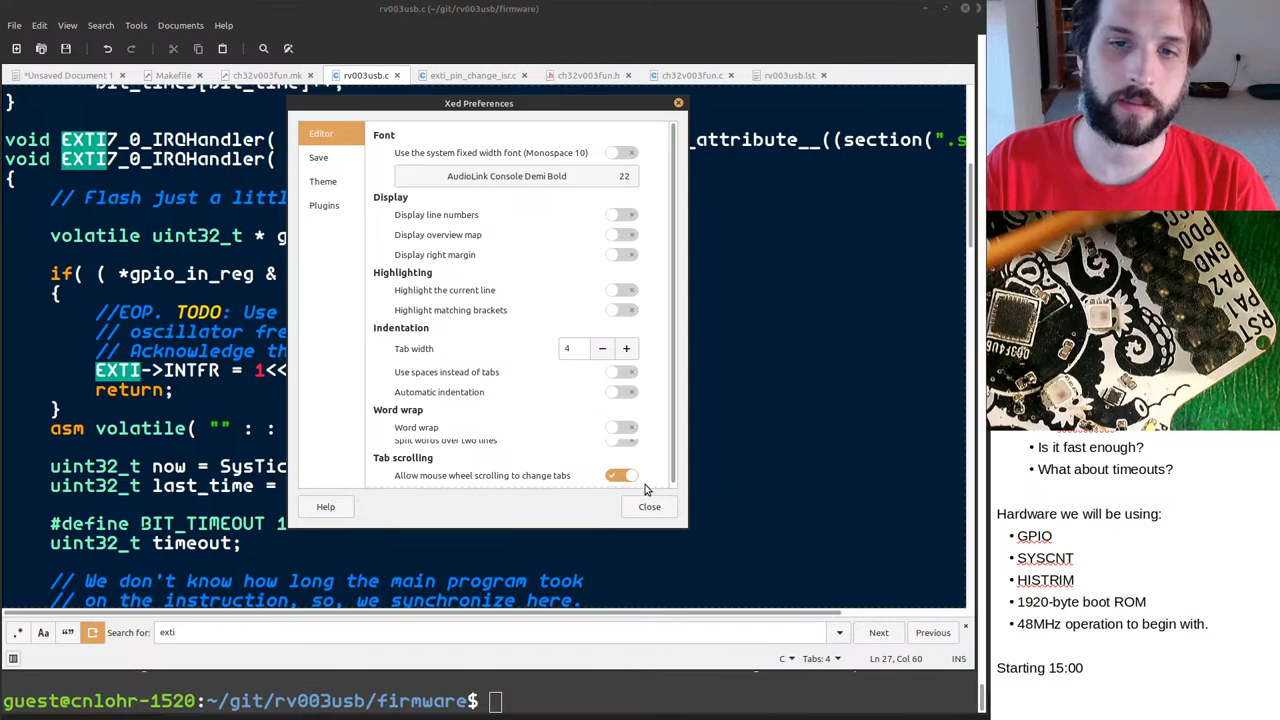 rv003usb.c (~/git/rv003usb/firmware)
File Edit View Search Tools Documents Help
*Unsaved Document 1 Makefile ch32v003fun.mk rv003usb.c exti_pin_change_isr.c ch32v003fun.h ch32v003fun.c rv003usb.lst
bit_times[bit_time]++;
}
void EXTI7_0_IRQHandler( _attribute__((section(".s
void EXTI7_0_IRQHandler(
{
// Flash just a littl
volatile uint32_t * g
if( ( *gpio_in_reg &
{
//EOP. TODO: Use
// oscillator fre
// Acknowledge th
EXTI->INTFR = 1<<
return;
}
asm volatile( "" : :
uint32_t now = SysTic
uint32_t last_time =
#define BIT_TIMEOUT 1
uint32_t timeout;
// We don't know how long the main program took
// on the instruction, so, we synchronize here.
Xed Preferences
Editor
Save
Theme
Plugins
Font
Use the system fixed width font (Monospace 10)
AudioLink Console Demi Bold 22
Display
Display line numbers
Display overview map
Display right margin
Highlighting
Highlight the current line
Highlight matching brackets
Indentation
Tab width 4 − +
Use spaces instead of tabs
Automatic indentation
Word wrap
Word wrap
Split words over two lines
Tab scrolling
Allow mouse wheel scrolling to change tabs
Help Close
.* Aa “” Search for: exti Next Previous
C Tabs: 4 Ln 27, Col 60 INS
guest@cnlohr-1520:~/git/rv003usb/firmware$
PD0
GND
PA2
PA1
RST
• Is it fast enough?
• What about timeouts?
Hardware we will be using:
• GPIO
• SYSCNT
• HISTRIM
• 1920-byte boot ROM
• 48MHz operation to begin with.
Starting 15:00